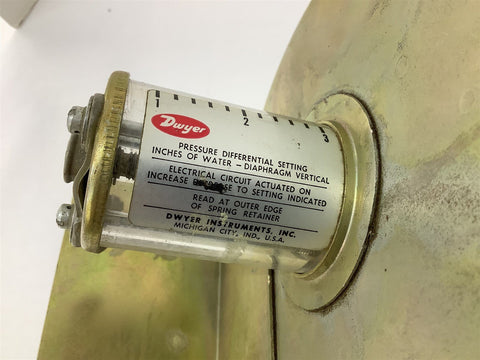 1 2 3
Dwyer
PRESSURE DIFFERENTIAL SETTING
INCHES OF WATER – DIAPHRAGM VERTICAL
ELECTRICAL CIRCUIT ACTUATED ON
INCREASE TO SETTING INDICATED
READ AT OUTER EDGE
OF SPRING RETAINER
DWYER INSTRUMENTS, INC.
MICHIGAN CITY, IND., U.S.A.